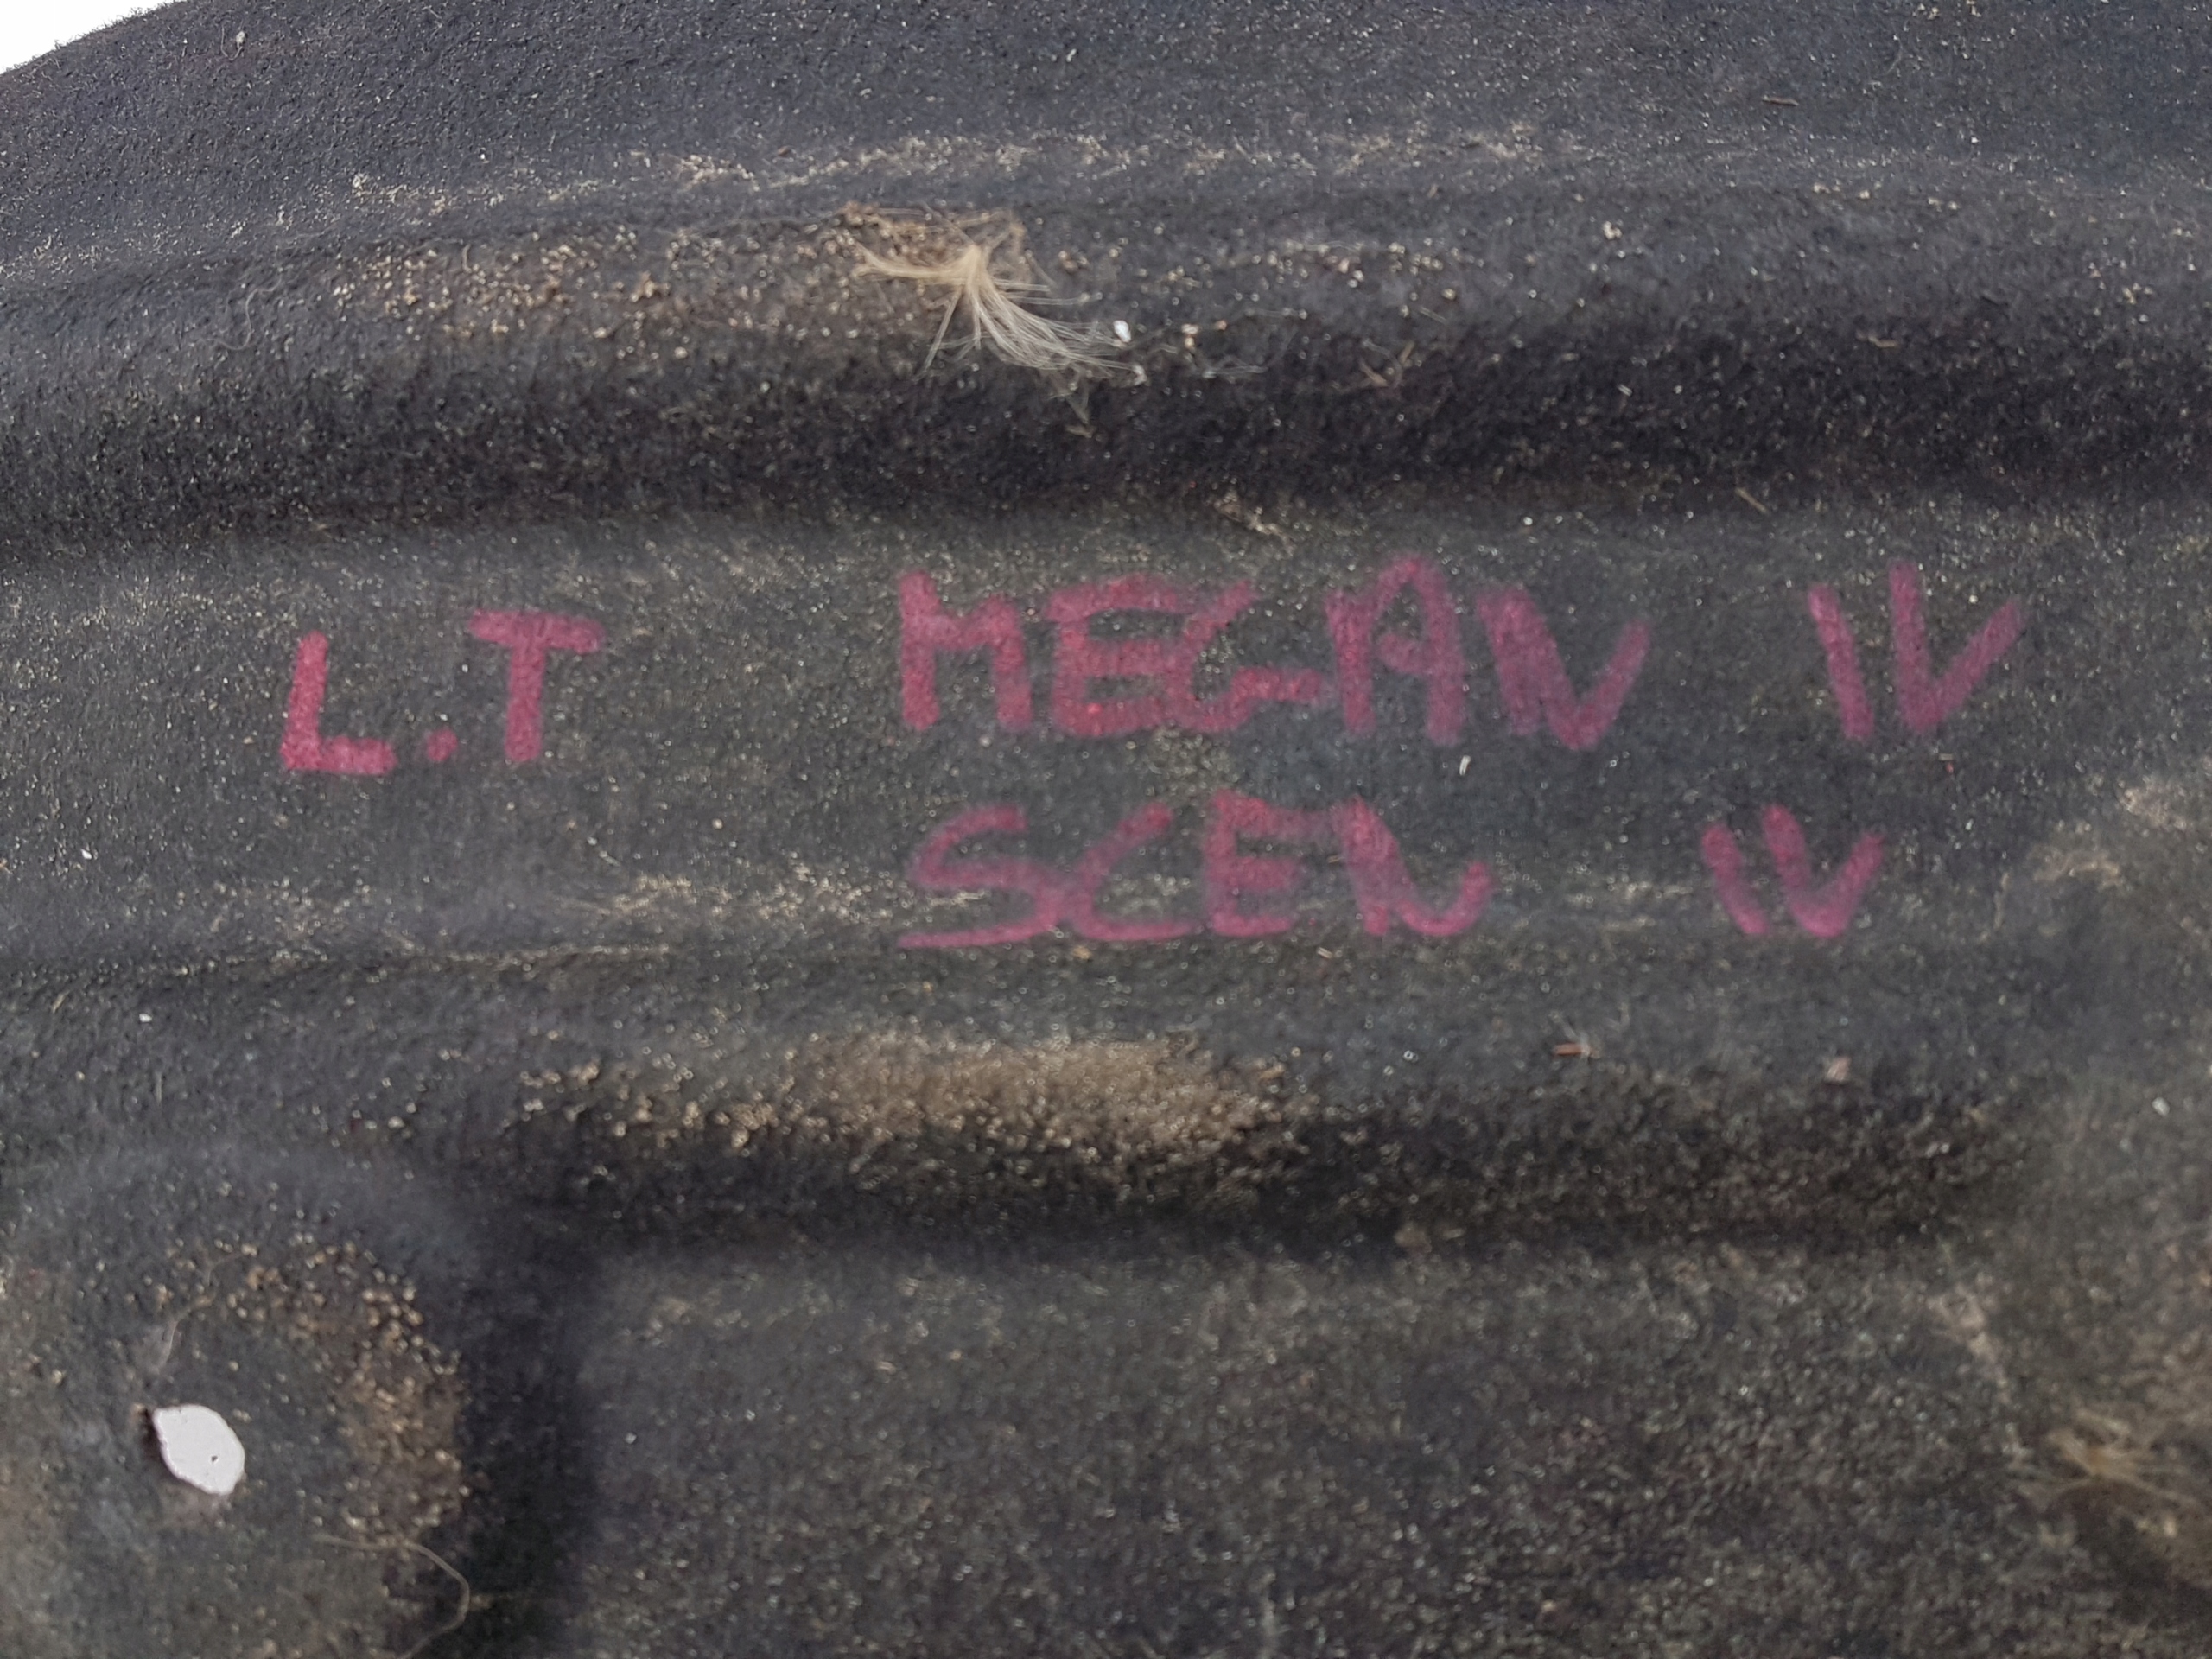 L.T MEGAN IV
SCEN IV